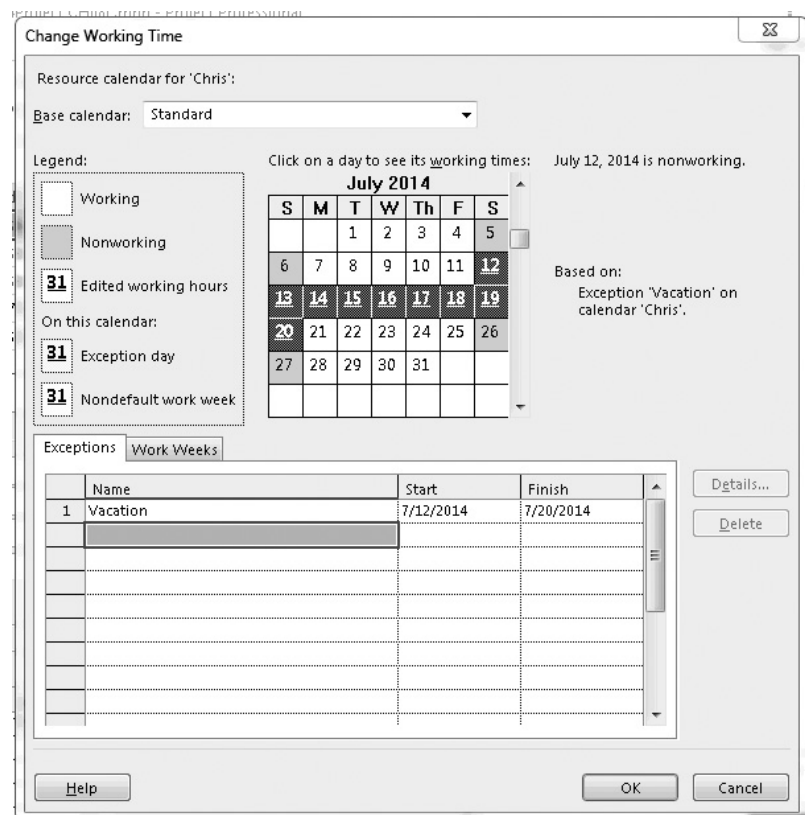 Change Working Time
Resource calendar for 'Chris':
Base calendar: Standard
Legend:
Working
Nonworking
31 Edited working hours
On this calendar:
31 Exception day
31 Nondefault work week
Click on a day to see its working times:
July 2014
S M T W Th F S
1 2 3 4 5
6 7 8 9 10 11 12
13 14 15 16 17 18 19
20 21 22 23 24 25 26
27 28 29 30 31
July 12, 2014 is nonworking.
Based on:
Exception 'Vacation' on
calendar 'Chris'.
Exceptions Work Weeks
Name Start Finish
1 Vacation 7/12/2014 7/20/2014
Details...
Delete
Help OK Cancel